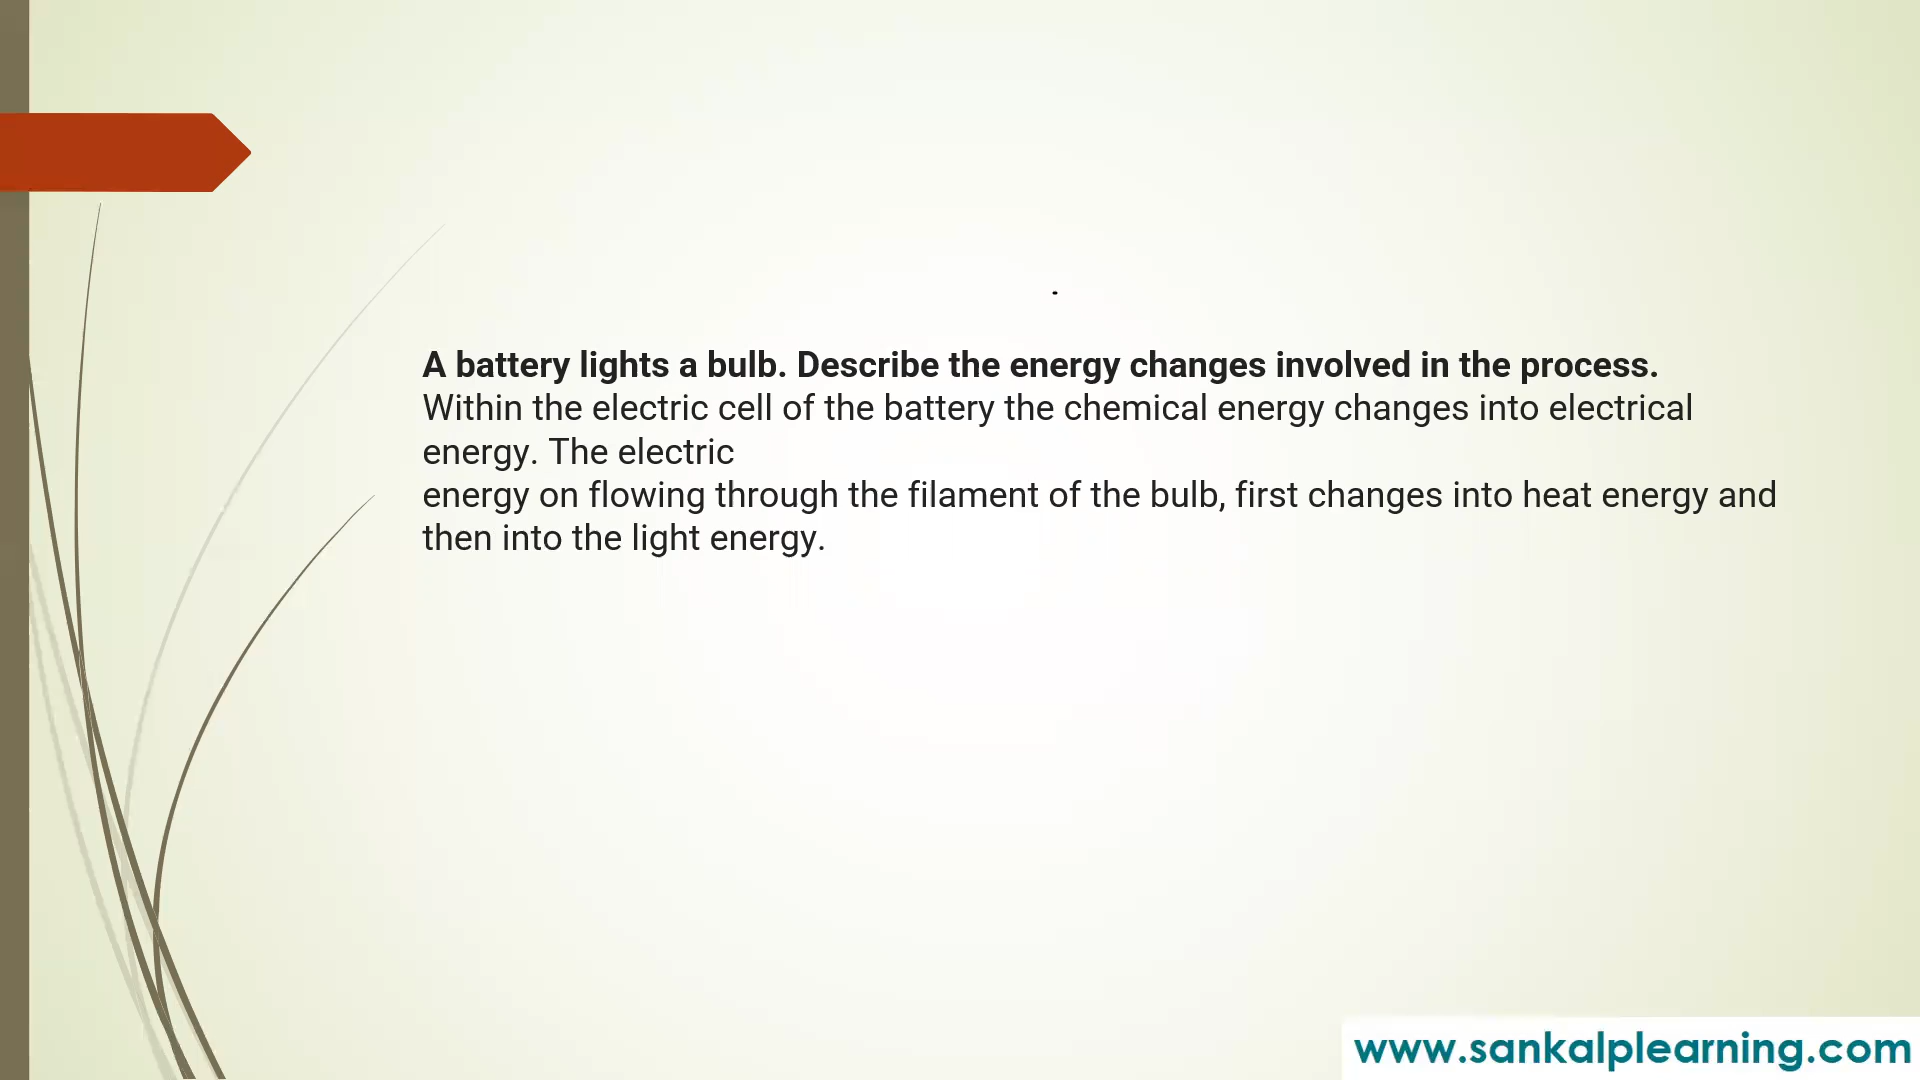 A battery lights a bulb. Describe the energy changes involved in the process.
Within the electric cell of the battery the chemical energy changes into electrical
energy. The electric
energy on flowing through the filament of the bulb, first changes into heat energy and
then into the light energy.
www.sankalplearning.com